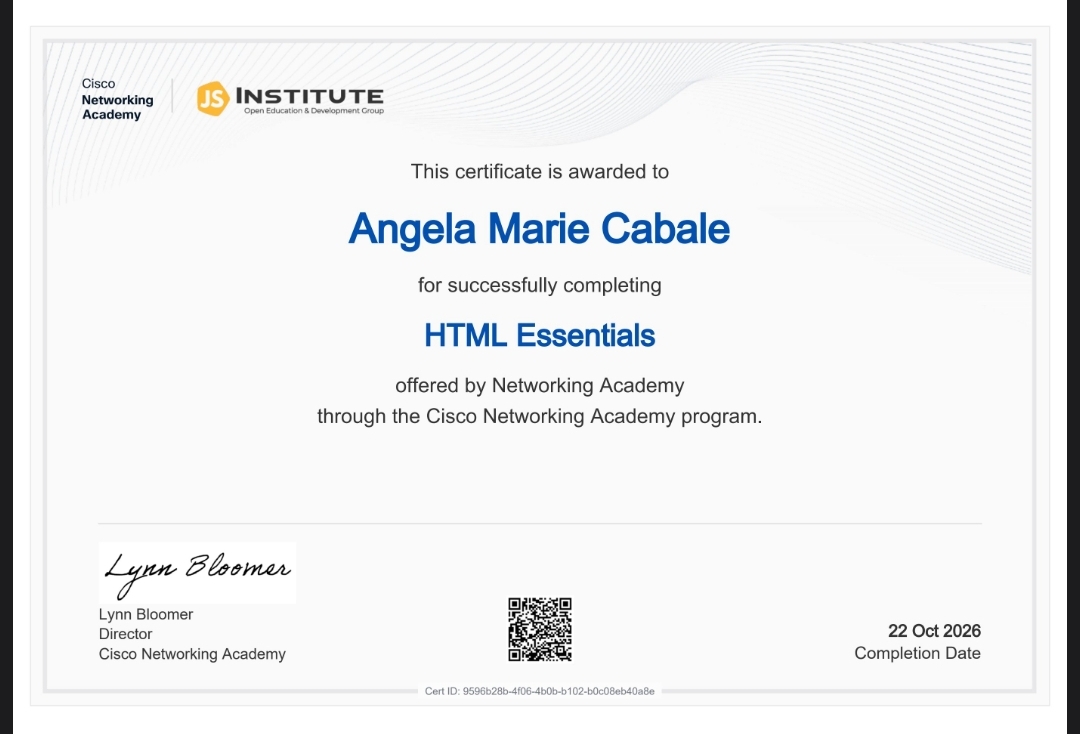 Cisco
Networking
Academy
JS INSTITUTE
Open Education & Development Group
This certificate is awarded to
Angela Marie Cabale
for successfully completing
HTML Essentials
offered by Networking Academy
through the Cisco Networking Academy program.
Lynn Bloomer
Lynn Bloomer
Director
Cisco Networking Academy
22 Oct 2026
Completion Date
Cert ID: 9596b28b-4f06-4b0b-b102-b0c08eb40a8e